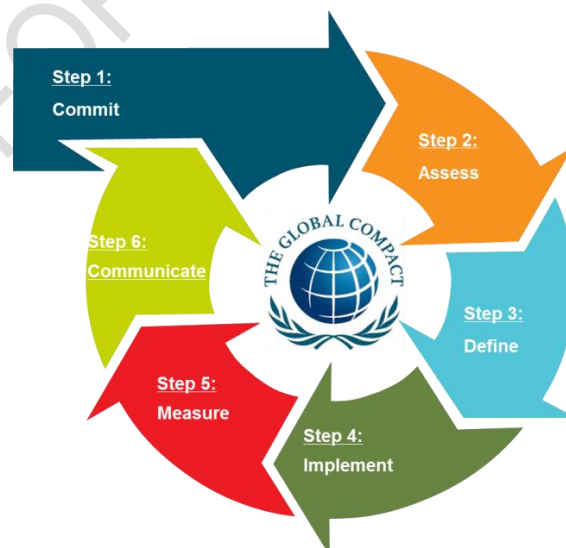 Step 1:
Commit
Step 2:
Assess
Step 3:
Define
Step 4:
Implement
Step 5:
Measure
Step 6:
Communicate
THE GLOBAL COMPACT